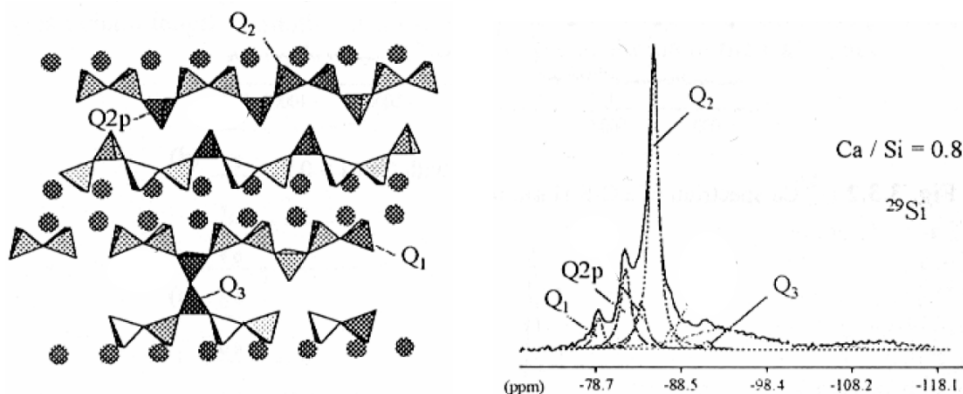 Q2
Q2p
Q1
Q3
Q2
Ca / Si = 0.8
29Si
Q2p
Q1
Q3
(ppm) -78.7 -88.5 -98.4 -108.2 -118.1